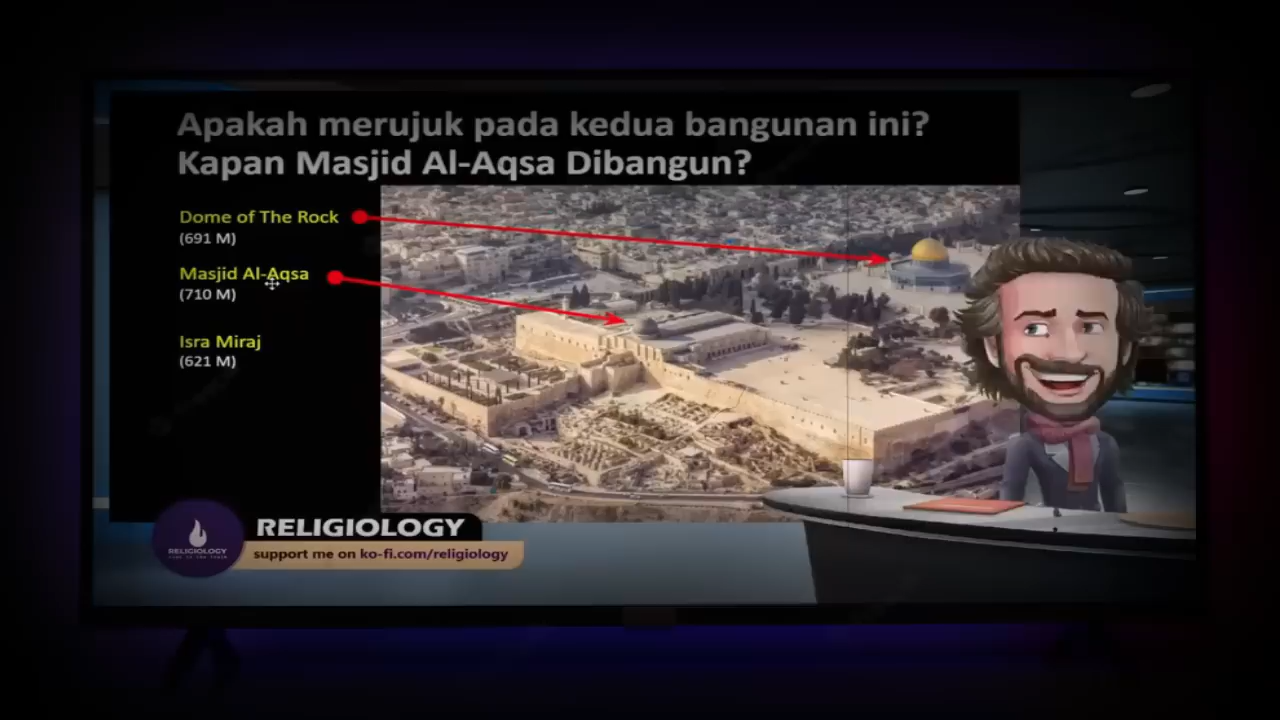 Apakah merujuk pada kedua bangunan ini?
Kapan Masjid Al-Aqsa Dibangun?
Dome of The Rock
(691 M)
Masjid Al-Aqsa
(710 M)
Isra Miraj
(621 M)
RELIGIOLOGY
support me on ko-fi.com/religiology
RELIGIOLOGY